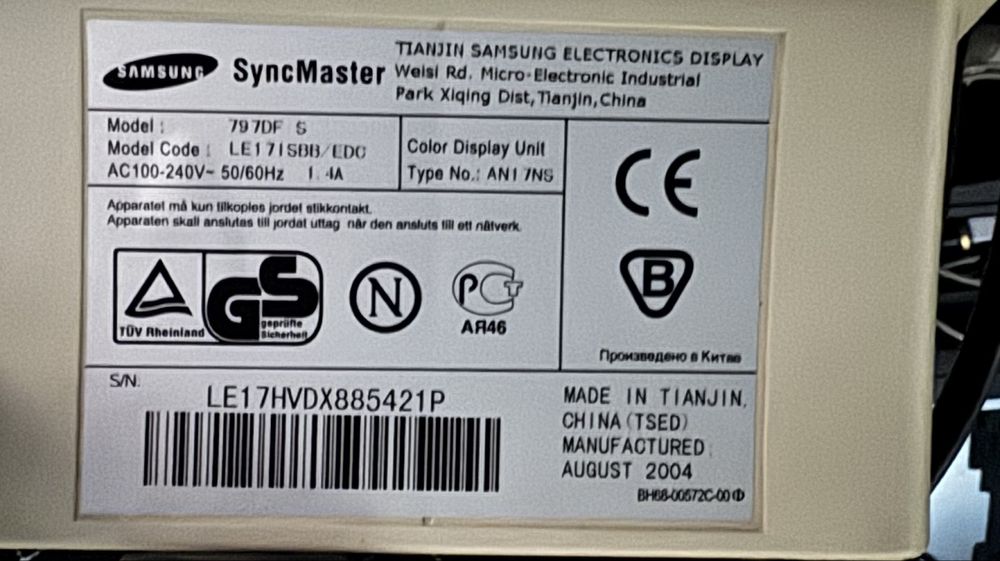 SAMSUNG SyncMaster
TIANJIN SAMSUNG ELECTRONICS DISPLAY
Weisi Rd. Micro-Electronic Industrial
Park Xiqing Dist,Tianjin,China
Model : 797DF S
Model Code : LE17ISBB/EDC
AC100-240V~ 50/60Hz 1.4A
Color Display Unit
Type No.: AN17NS
CE
Apparatet må kun tilkoples jordet stikkontakt.
Apparaten skall anslutas till jordat uttag när den ansluts till ett nätverk.
TÜV Rheinland
GS
geprüfte
Sicherheit
N
РСТ
АЯ46
B
Произведено в Китае
S/N.
LE17HVDX885421P
MADE IN TIANJIN,
CHINA(TSED)
MANUFACTURED:
AUGUST 2004
BH68-00572C-00